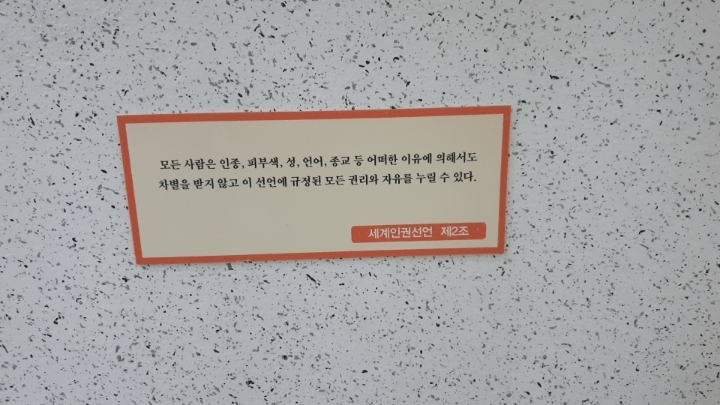 모든 사람은 인종, 피부색, 성, 언어, 종교 등 어떠한 이유에 의해서도
차별을 받지 않고 이 선언에 규정된 모든 권리와 자유를 누릴 수 있다.
세계인권선언 제2조